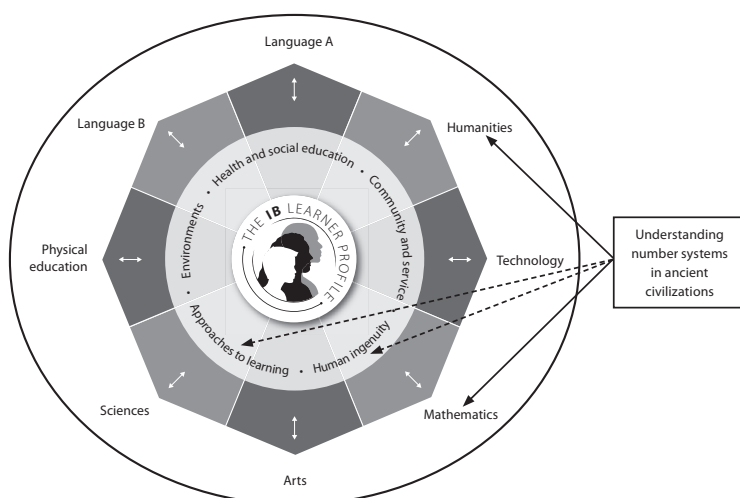 Language A
Language B
Humanities
Health and social education
Community and service
Environments
THE IB LEARNER PROFILE
Physical
education
Technology
Understanding
number systems
in ancient
civilizations
Approaches to learning
Human ingenuity
Sciences
Mathematics
Arts